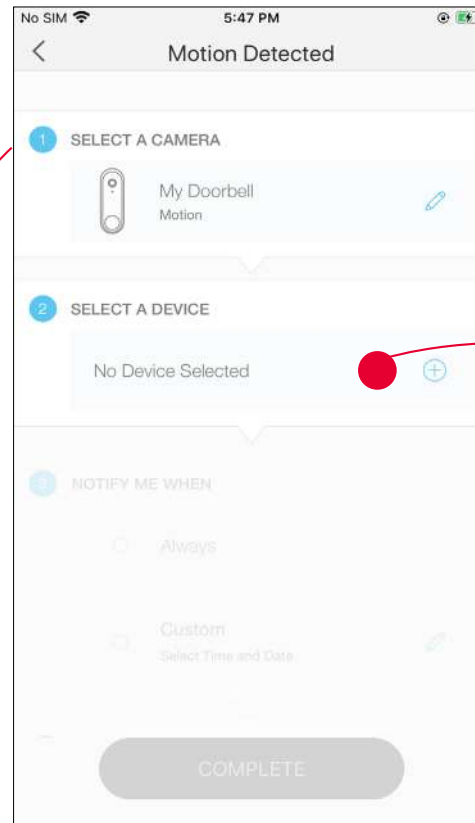 No SIM 5:47 PM
Motion Detected
1 SELECT A CAMERA
My Doorbell
Motion
2 SELECT A DEVICE
No Device Selected
3 NOTIFY ME WHEN
Always
Custom
Select Time and Date
COMPLETE